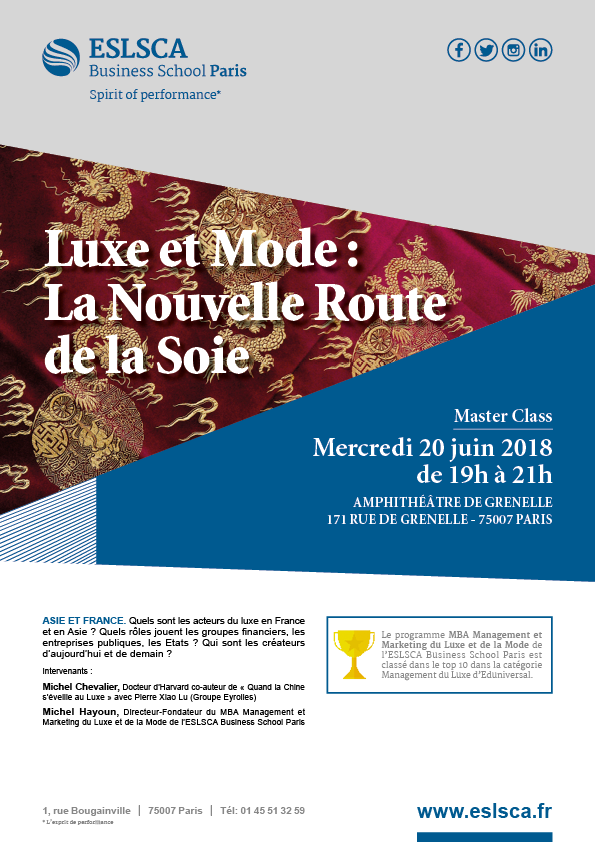 ESLSCA
Business School Paris
Spirit of performance*
Luxe et Mode :
La Nouvelle Route
de la Soie
Master Class
Mercredi 20 juin 2018
de 19h à 21h
AMPHITHÉÂTRE DE GRENELLE
171 RUE DE GRENELLE - 75007 PARIS
ASIE ET FRANCE. Quels sont les acteurs du luxe en France
et en Asie ? Quels rôles jouent les groupes financiers, les
entreprises publiques, les Etats ? Qui sont les créateurs
d'aujourd'hui et de demain ?
Intervenants :
Michel Chevalier, Docteur d'Harvard co-auteur de « Quand la Chine
s'éveille au Luxe » avec Pierre Xiao Lu (Groupe Eyrolles)
Michel Hayoun, Directeur-Fondateur du MBA Management et
Marketing du Luxe et de la Mode de l'ESLSCA Business School Paris
Le programme MBA Management et
Marketing du Luxe et de la Mode de
l'ESLSCA Business School Paris est
classé dans le top 10 dans la catégorie
Management du Luxe d'Eduniversal.
1, rue Bougainville | 75007 Paris | Tél: 01 45 51 32 59
* L'esprit de performance
www.eslsca.fr